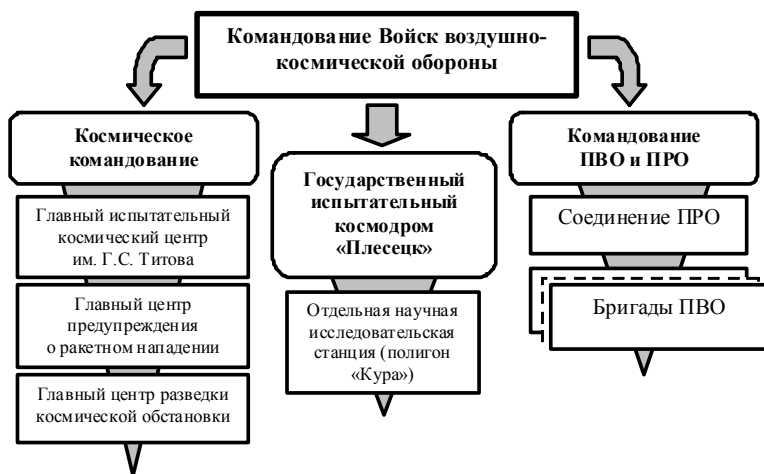 Командование Войск воздушно-
космической обороны
Космическое
командование
Главный испытательный
космический центр
им. Г.С. Титова
Главный центр
предупреждения
о ракетном нападении
Главный центр разведки
космической обстановки
Государственный
испытательный
космодром
«Плесецк»
Отдельная научная
исследовательская
станция (полигон
«Кура»)
Командование
ПВО и ПРО
Соединение ПРО
Бригады ПВО